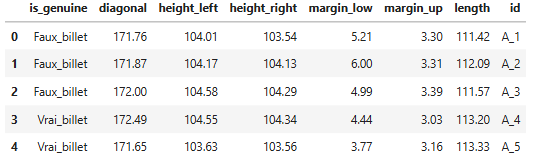 is_genuine diagonal height_left height_right margin_low margin_up length id
0 Faux_billet 171.76 104.01 103.54 5.21 3.30 111.42 A_1
1 Faux_billet 171.87 104.17 104.13 6.00 3.31 112.09 A_2
2 Faux_billet 172.00 104.58 104.29 4.99 3.39 111.57 A_3
3 Vrai_billet 172.49 104.55 104.34 4.44 3.03 113.20 A_4
4 Vrai_billet 171.65 103.63 103.56 3.77 3.16 113.33 A_5